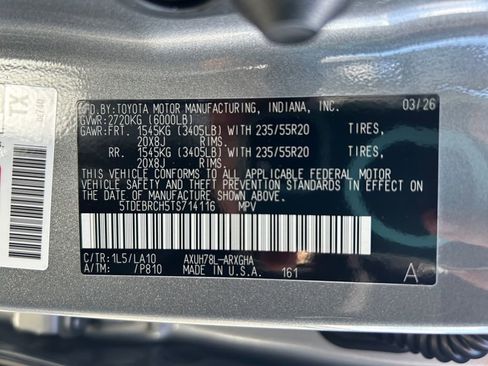 MFD.BY:TOYOTA MOTOR MANUFACTURING, INDIANA, INC. 03/26
GVWR:2720KG (6000LB)
GAWR:FRT. 1545KG (3405LB) WITH 235/55R20 TIRES,
20X8J RIMS.
RR. 1545KG (3405LB) WITH 235/55R20 TIRES,
20X8J RIMS.
THIS VEHICLE CONFORMS TO ALL APPLICABLE FEDERAL MOTOR
VEHICLE SAFETY AND THEFT PREVENTION STANDARDS IN EFFECT ON THE
DATE OF MANUFACTURE SHOWN ABOVE.
5TDEBRCH5TS714116 MPV
C/TR:1L5/LA10 AXUH78L-ARXGHA
A/TM: /P810 MADE IN U.S.A. 161 A